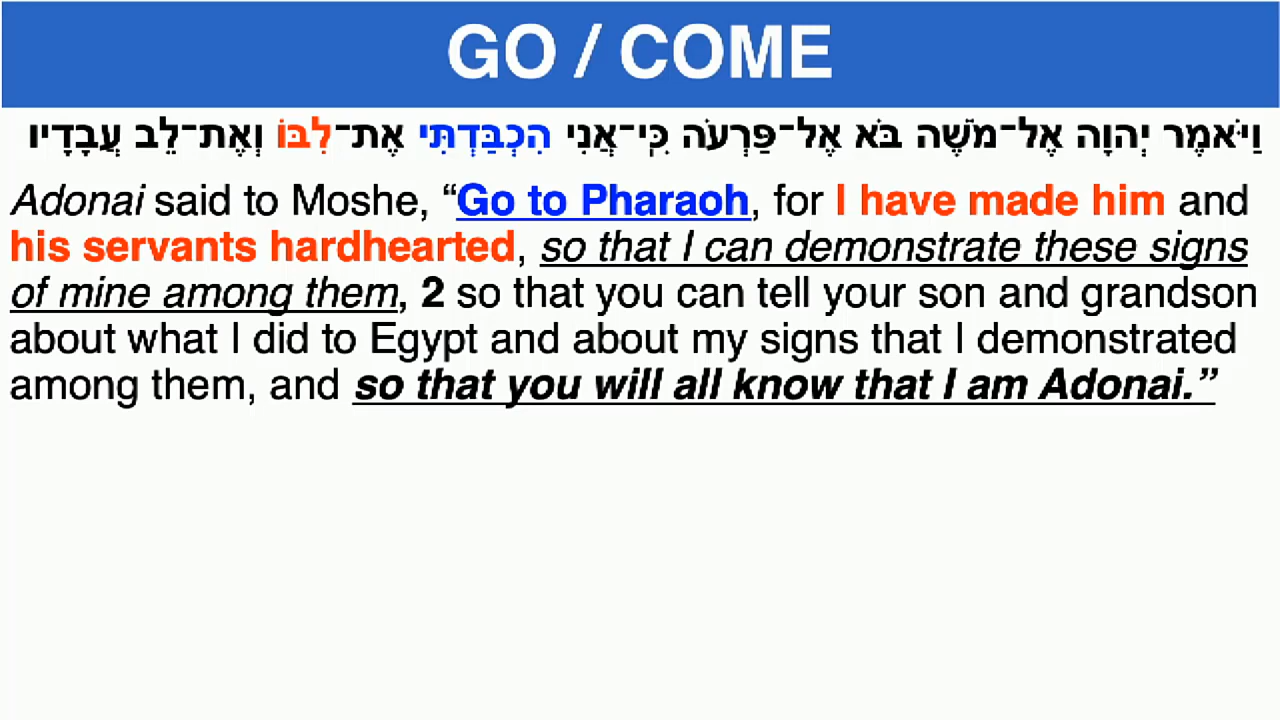 GO / COME
וַיֹּאמֶר יְהוָה אֶל־מֹשֶׁה בֹּא אֶל־פַּרְעֹה כִּי־אֲנִי הִכְבַּדְתִּי אֶת־לִבּוֹ וְאֶת־לֵב עֲבָדָיו
Adonai said to Moshe, “Go to Pharaoh, for I have made him and
his servants hardhearted, so that I can demonstrate these signs
of mine among them, 2 so that you can tell your son and grandson
about what I did to Egypt and about my signs that I demonstrated
among them, and so that you will all know that I am Adonai.”